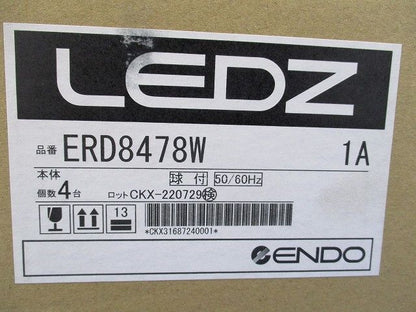 LEDZ
品番 ERD8478W 1A
本体 球付 50/60Hz
個数 4台 ロット CKX-220729 検
13
*CKX31687240001*
ENDO